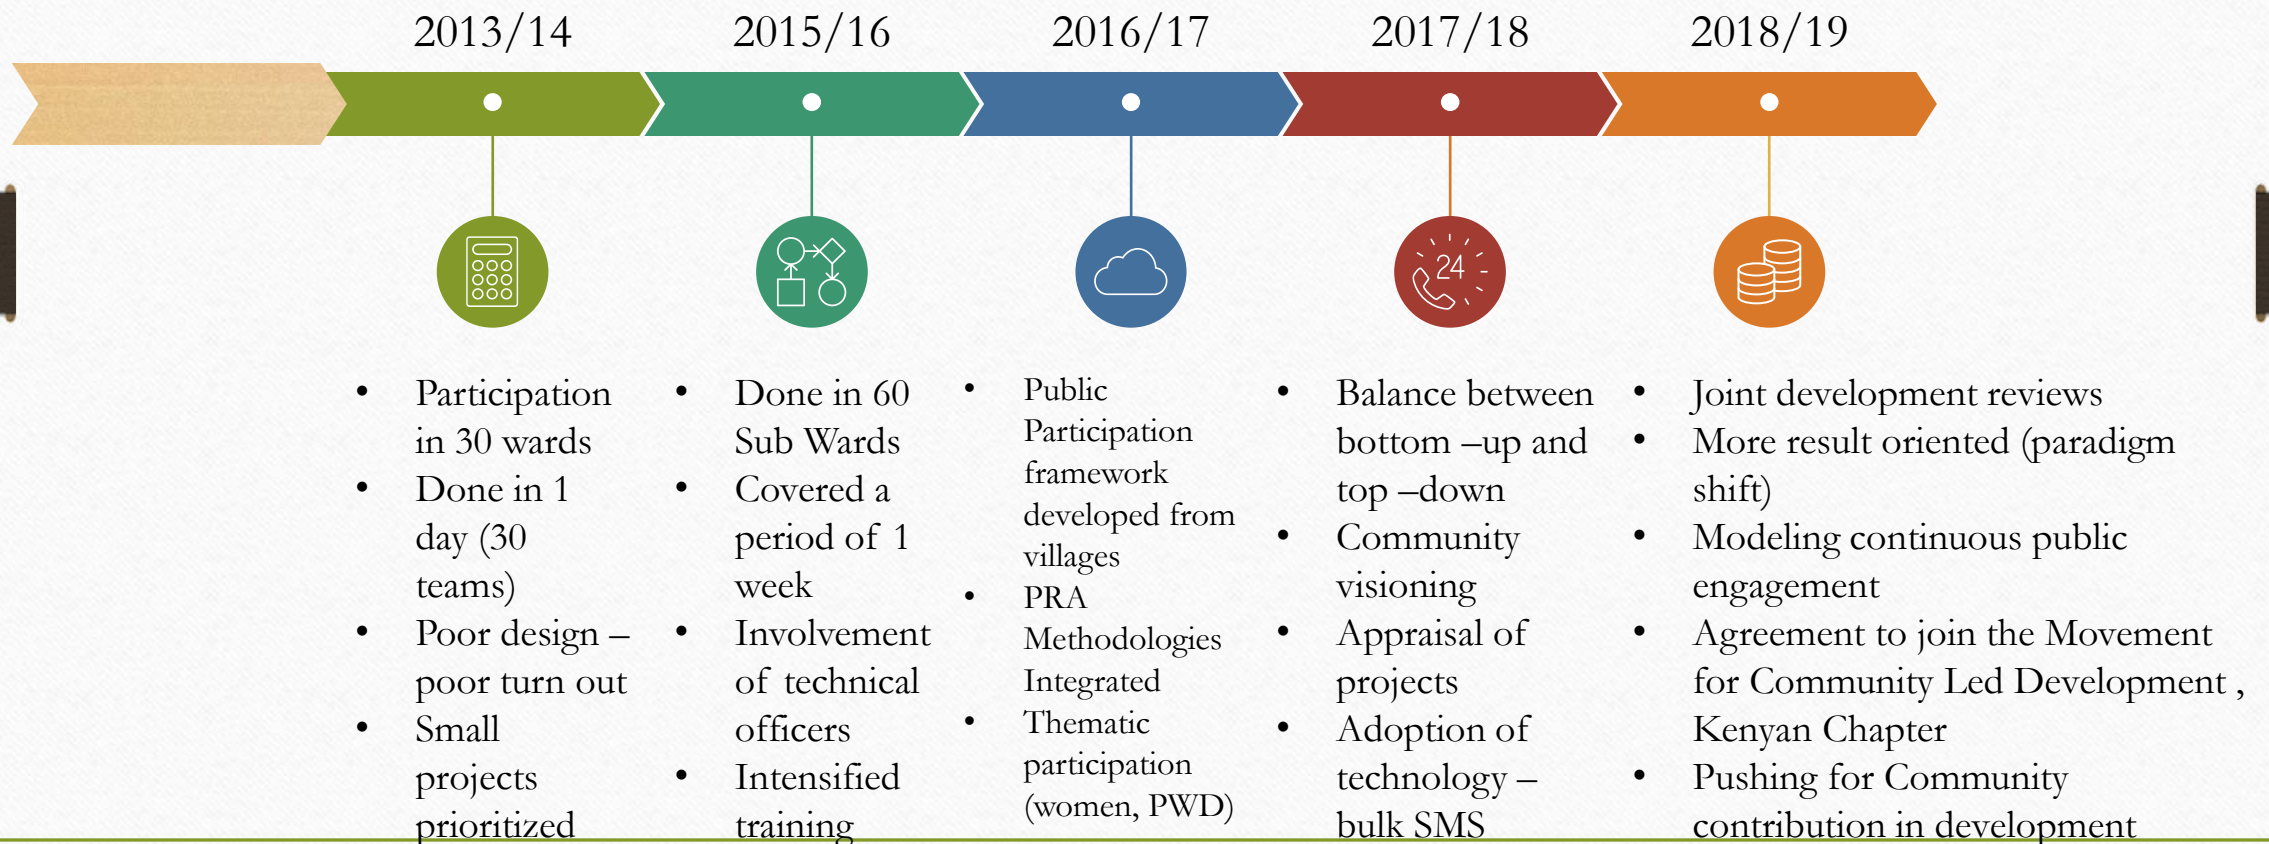 2013/14
2015/16
2016/17
2017/18
2018/19
24
• Participation
in 30 wards
• Done in 1
day (30
teams)
• Poor design –
poor turn out
• Small
projects
prioritized
• Done in 60
Sub Wards
• Covered a
period of 1
week
• Involvement
of technical
officers
• Intensified
training
• Public
Participation
framework
developed from
villages
• PRA
Methodologies
Integrated
• Thematic
participation
(women, PWD)
• Balance between
bottom –up and
top –down
• Community
visioning
• Appraisal of
projects
• Adoption of
technology –
bulk SMS
• Joint development reviews
• More result oriented (paradigm
shift)
• Modeling continuous public
engagement
• Agreement to join the Movement
for Community Led Development ,
Kenyan Chapter
• Pushing for Community
contribution in development